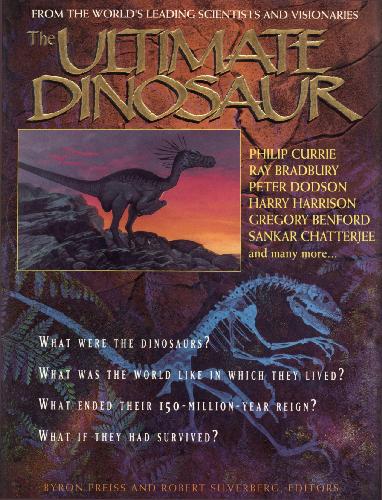 FROM THE WORLD'S LEADING SCIENTISTS AND VISIONARIES
The
ULTIMATE
DINOSAUR
PHILIP CURRIE
RAY BRADBURY
PETER DODSON
HARRY HARRISON
GREGORY BENFORD
SANKAR CHATTERJEE
and many more...
WHAT WERE THE DINOSAURS?
WHAT WAS THE WORLD LIKE IN WHICH THEY LIVED?
WHAT ENDED THEIR 150-MILLION-YEAR REIGN?
WHAT IF THEY HAD SURVIVED?
BYRON PREISS AND ROBERT SILVERBERG, EDITORS